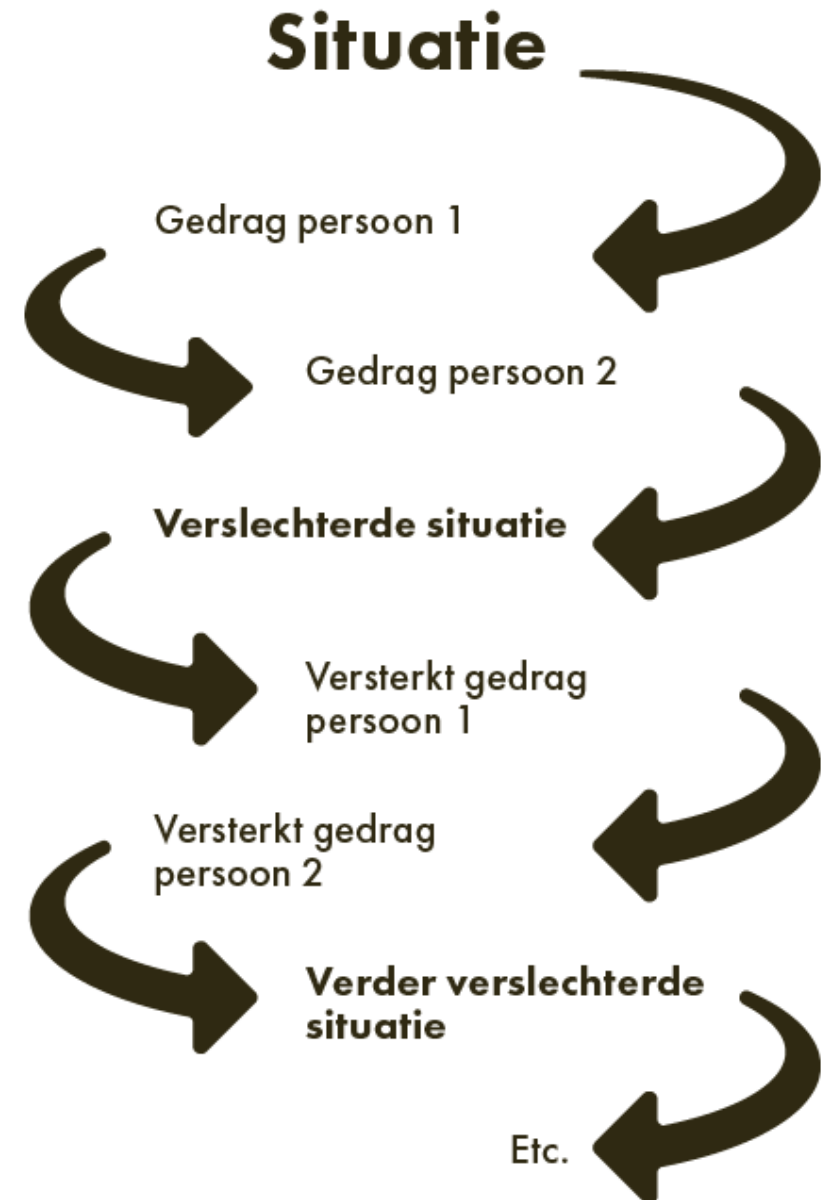 Situatie
Gedrag persoon 1
Gedrag persoon 2
Verslechterde situatie
Versterkt gedrag
persoon 1
Versterkt gedrag
persoon 2
Verder verslechterde
situatie
Etc.